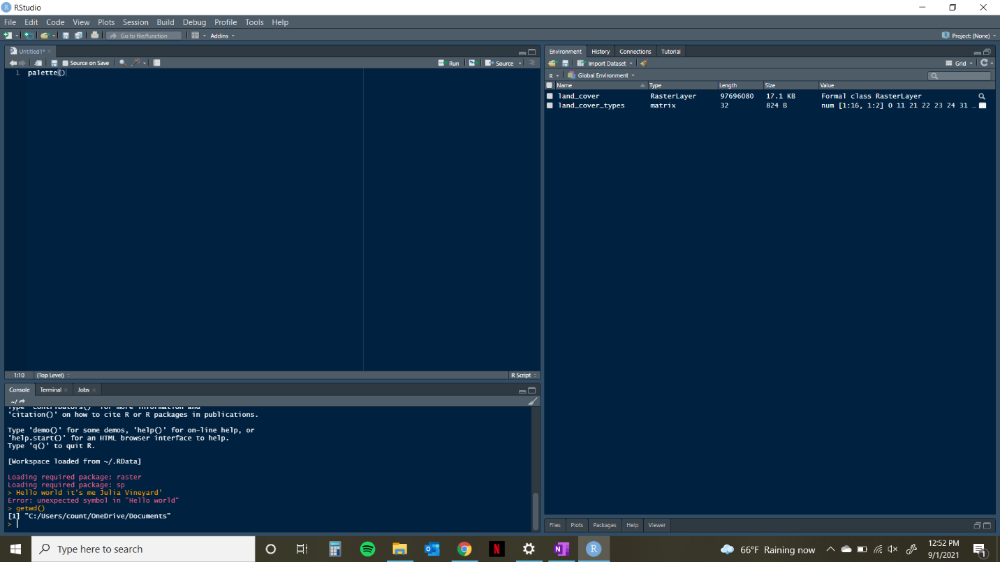 RStudio
File Edit Code View Plots Session Build Debug Profile Tools Help
Go to file/function Addins Project: (None)
Untitled1*
Source on Save Run Source
1 palette()
1:10 (Top Level) R Script
Console Terminal Jobs
~/
Type 'contributors()' for more information and
'citation()' on how to cite R or R packages in publications.
Type 'demo()' for some demos, 'help()' for on-line help, or
'help.start()' for an HTML browser interface to help.
Type 'q()' to quit R.
[Workspace loaded from ~/.RData]
Loading required package: raster
Loading required package: sp
> Hello world it's me Julia Vineyard'
Error: unexpected symbol in "Hello world"
> getwd()
[1] "C:/Users/count/OneDrive/Documents"
>
Environment History Connections Tutorial
Import Dataset Grid
R Global Environment
Name Type Length Size Value
land_cover RasterLayer 97696080 17.1 KB Formal class RasterLayer
land_cover_types matrix 32 824 B num [1:16, 1:2] 0 11 21 22 23 24 31 …
Files Plots Packages Help Viewer
Type here to search
N
N
R
66°F Raining now
12:52 PM
9/1/2021
1